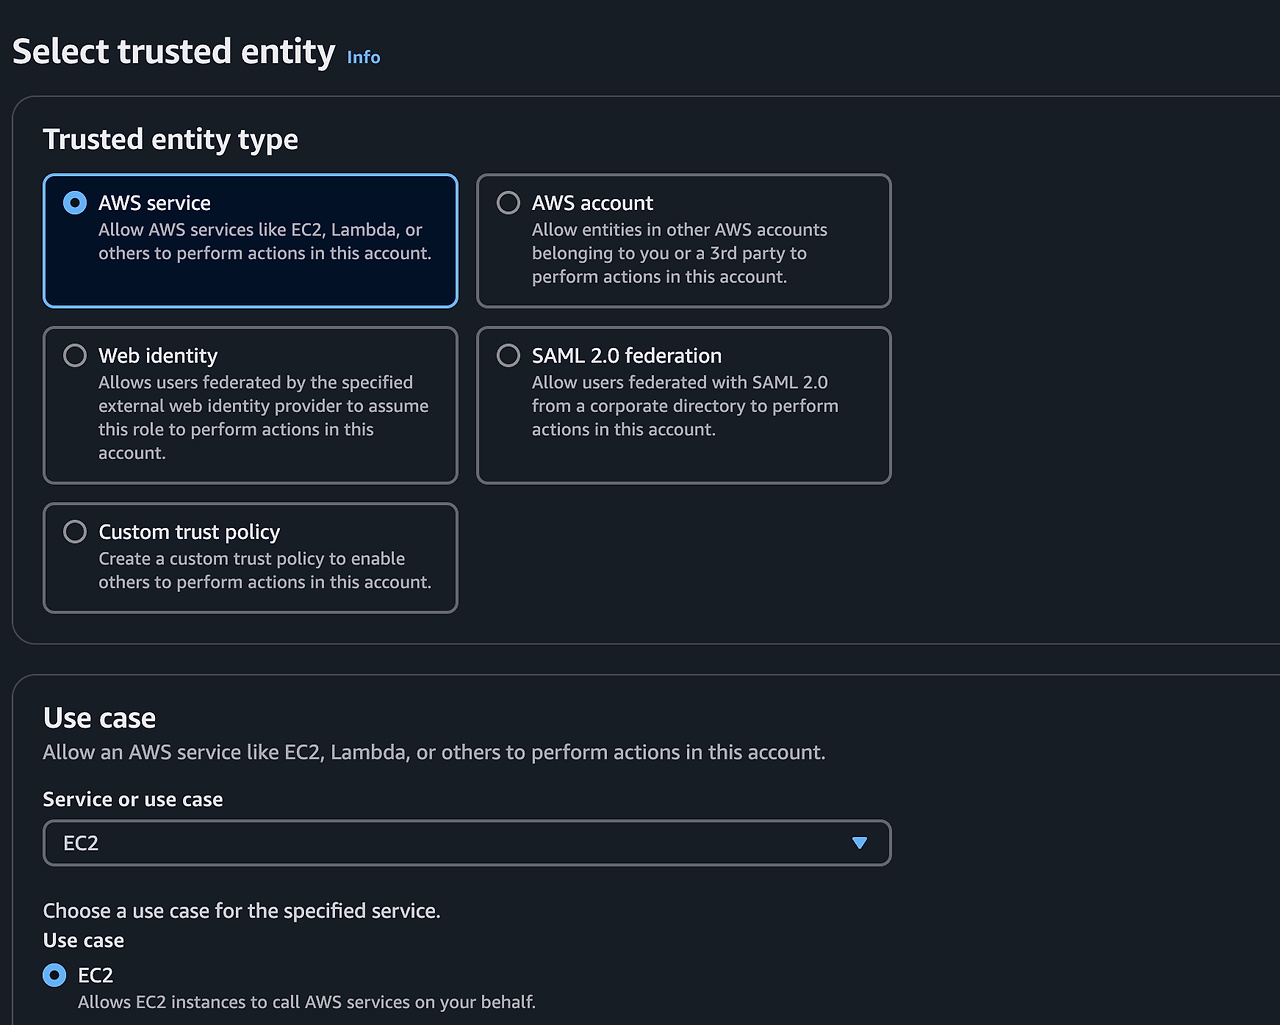 Select trusted entity Info
Trusted entity type
AWS service
Allow AWS services like EC2, Lambda, or
others to perform actions in this account.
AWS account
Allow entities in other AWS accounts
belonging to you or a 3rd party to
perform actions in this account.
Web identity
Allows users federated by the specified
external web identity provider to assume
this role to perform actions in this
account.
SAML 2.0 federation
Allow users federated with SAML 2.0
from a corporate directory to perform
actions in this account.
Custom trust policy
Create a custom trust policy to enable
others to perform actions in this account.
Use case
Allow an AWS service like EC2, Lambda, or others to perform actions in this account.
Service or use case
EC2
Choose a use case for the specified service.
Use case
EC2
Allows EC2 instances to call AWS services on your behalf.